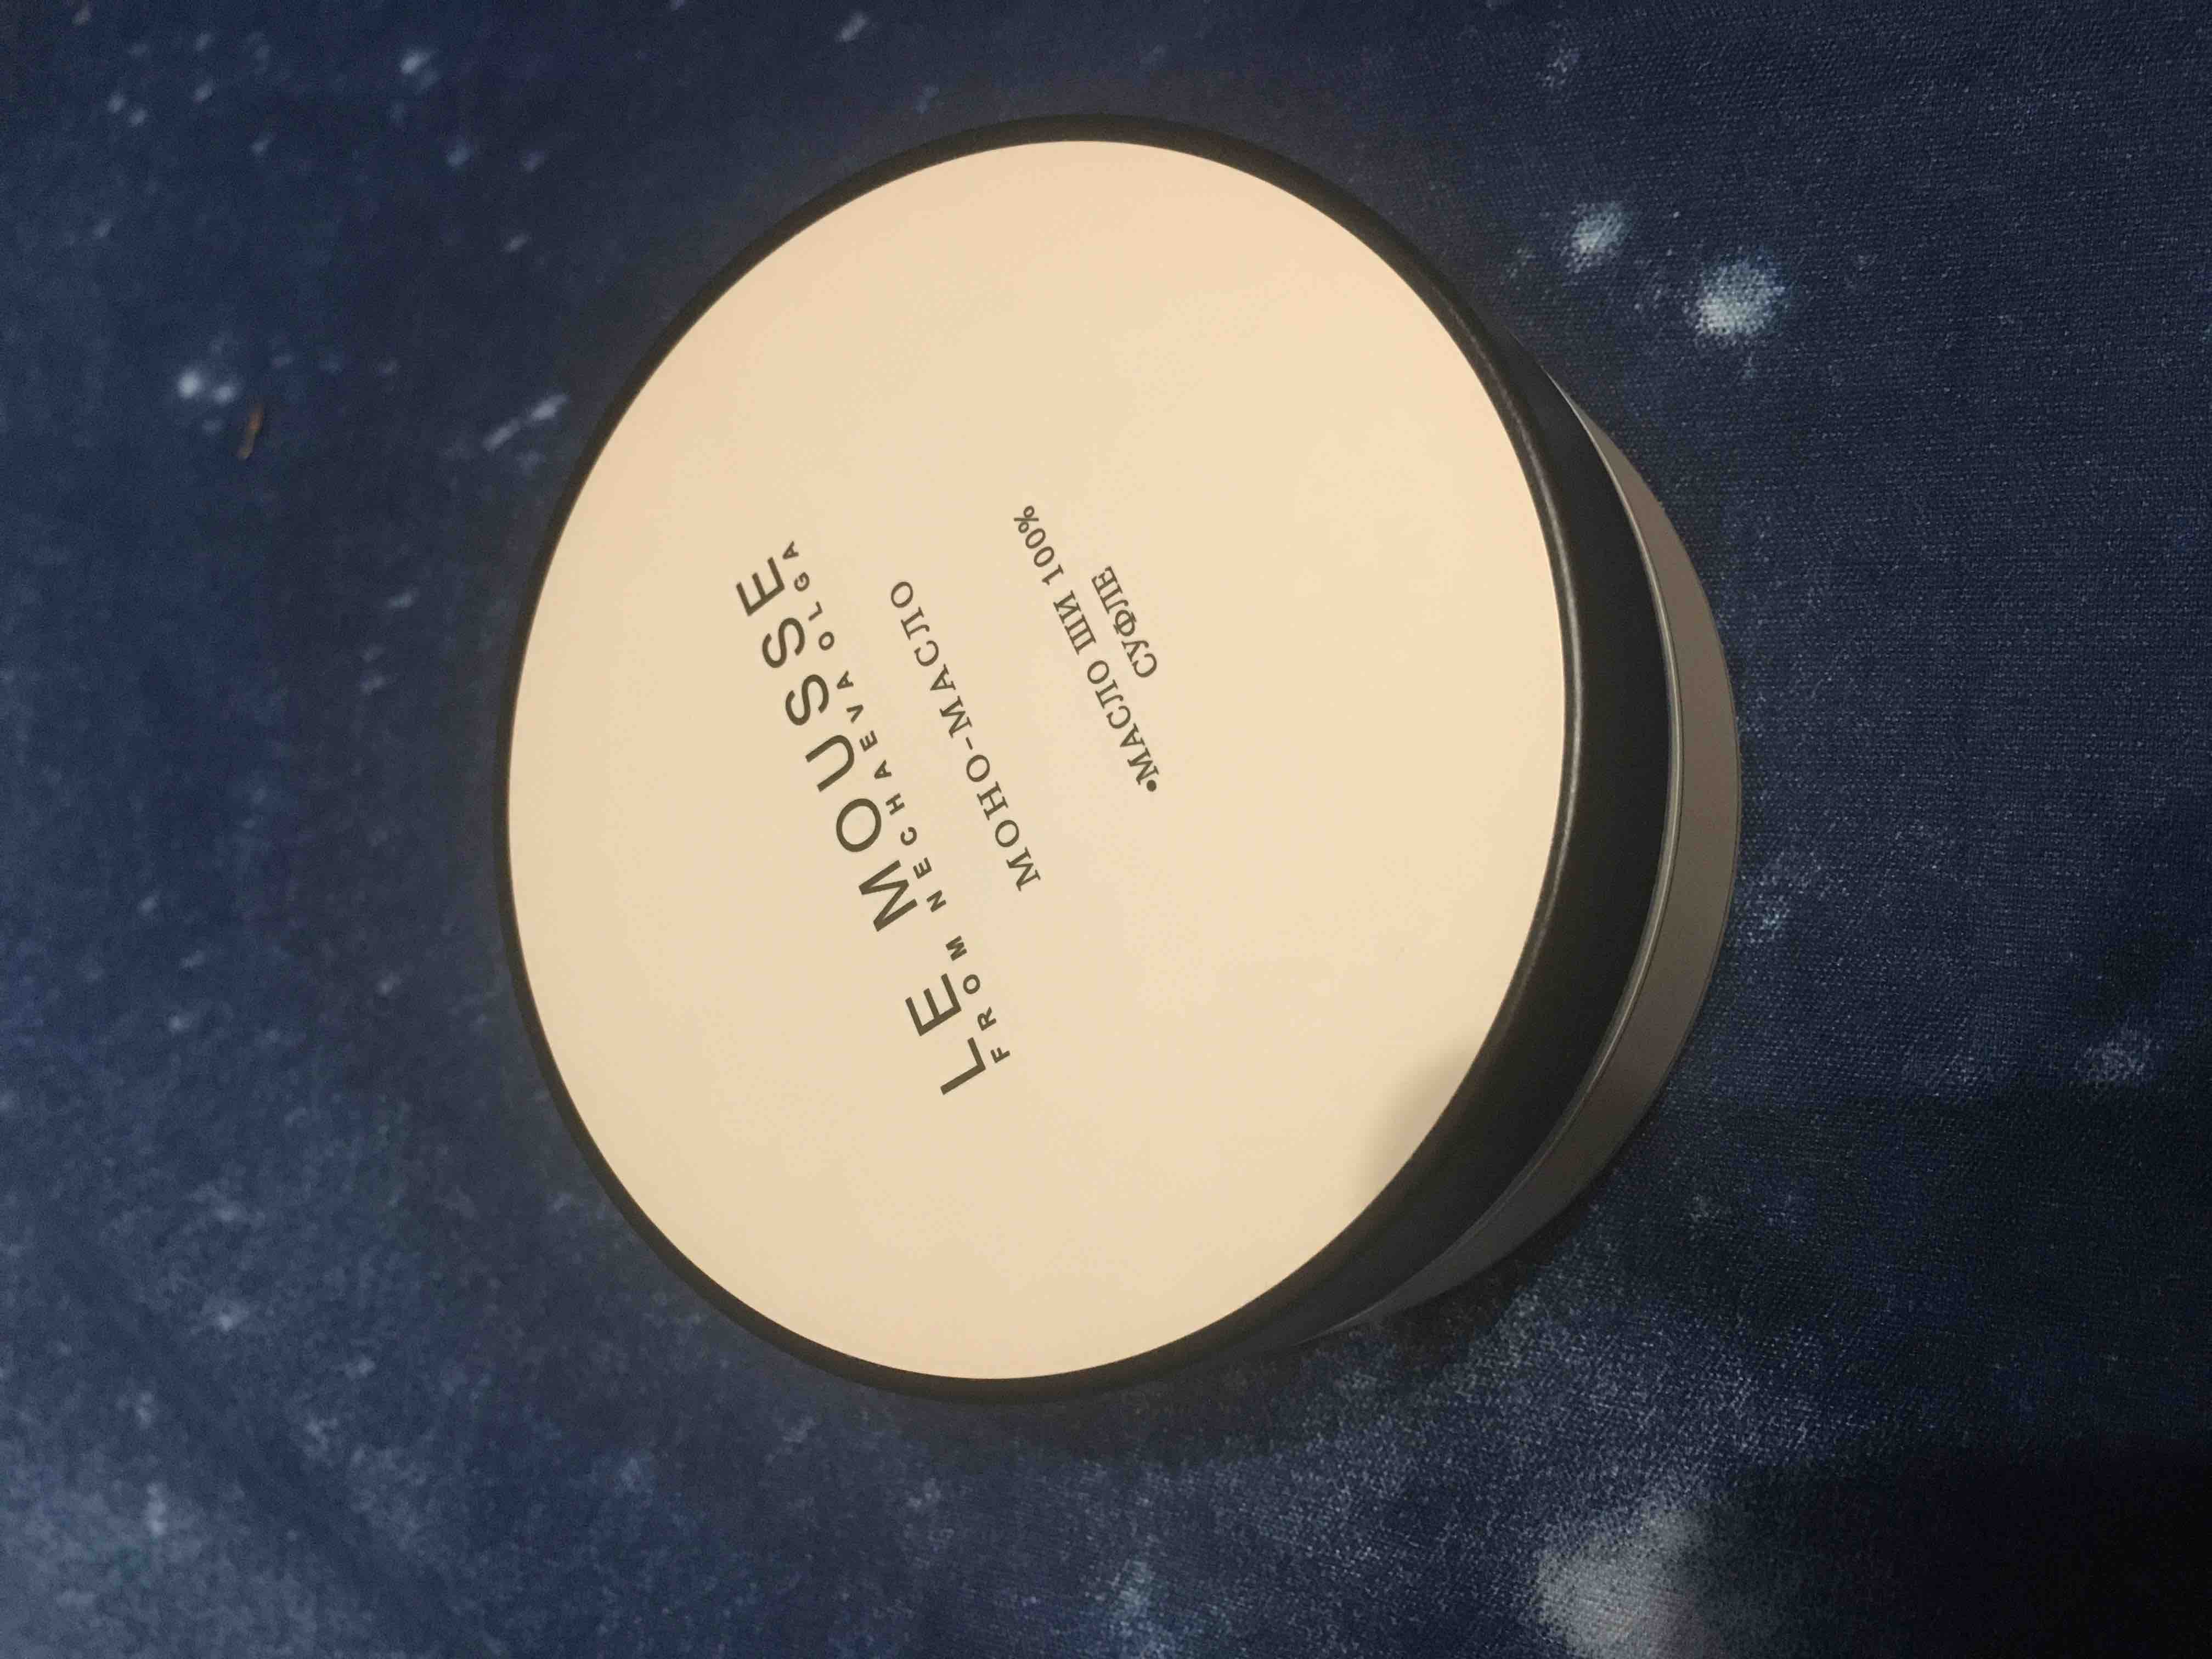 LE MOUSSE
FROM NECHAEVA OLGA
МОНО-МАСЛО
•МАСЛО ШИ 100%
СУФЛЕ